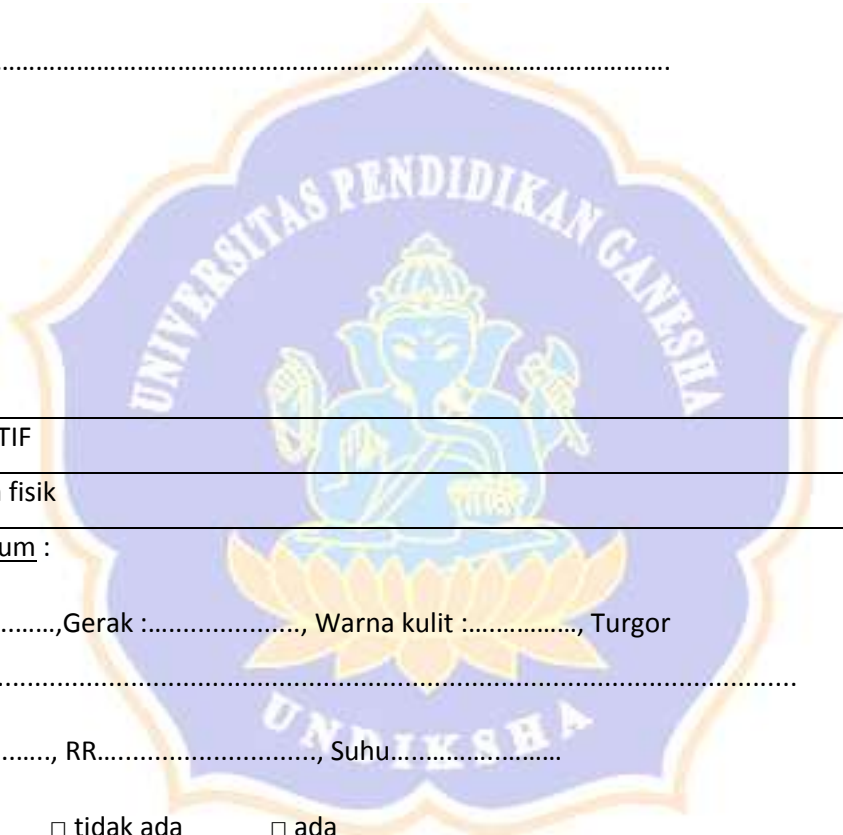 ...............................................................................................
UNIVERSITAS PENDIDIKAN GANESHA
TIF
fisik
um :
..........,Gerak :....................., Warna kulit :..............., Turgor
...............................................................................................................
........, RR..............................., Suhu........................
UNDIKSHA
□ tidak ada □ ada